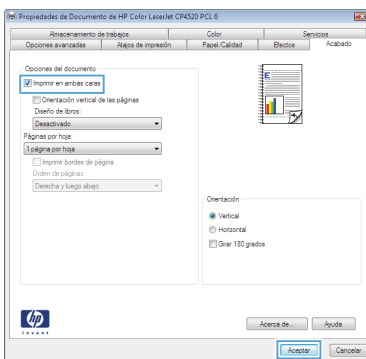 Propiedades de Documento de HP Color LaserJet CP4520 PCL 6
Almacenamiento de trabajos Color Servicios
Opciones avanzadas Atajos de impresión Papel/Calidad Efectos Acabado
Opciones del documento
Imprimir en ambas caras
Orientación vertical de las páginas
Diseño de libros:
Desactivado
Páginas por hoja:
1 página por hoja
Imprimir bordes de página
Orden de páginas:
Derecha y luego abajo
Orientación
Vertical
Horizontal
Girar 180 grados
hp
invent
Acerca de... Ayuda
Aceptar Cancelar